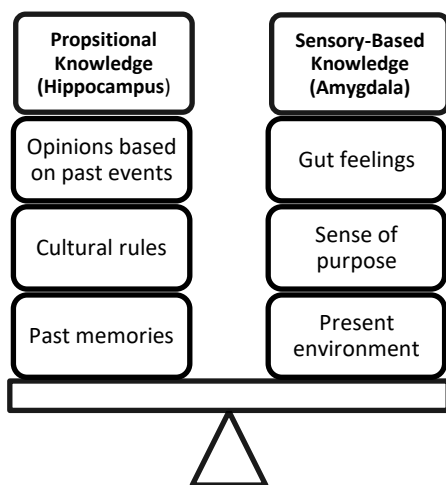 Propsitional
Knowledge
(Hippocampus)
Opinions based
on past events
Cultural rules
Past memories
Sensory-Based
Knowledge
(Amygdala)
Gut feelings
Sense of
purpose
Present
environment